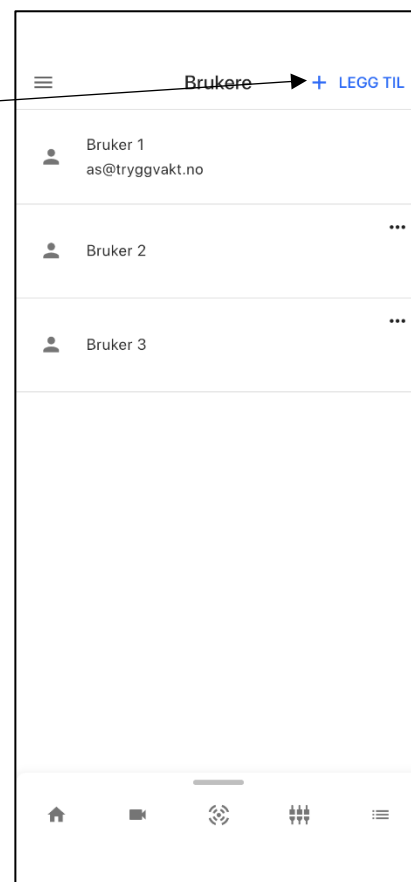 Brukere
+ LEGG TIL
Bruker 1
as@tryggvakt.no
Bruker 2
Bruker 3